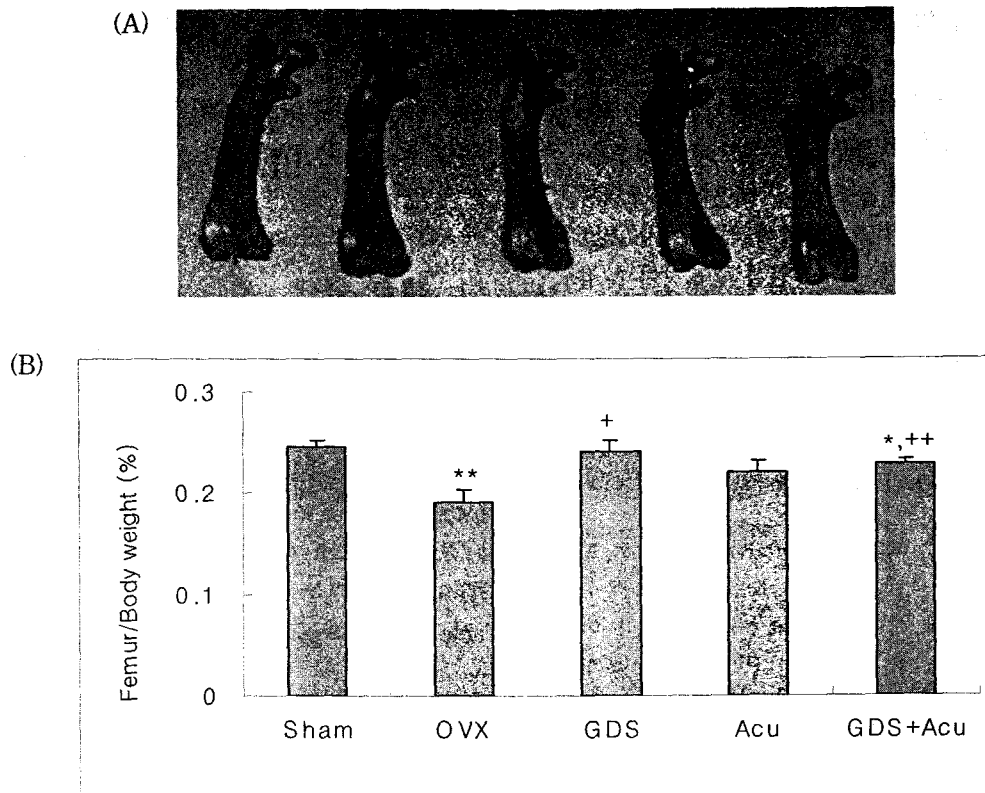 (A)
(B)
Femur/Body weight (%)
0.3
0.2
0.1
0
**
+
*,++
Sham OVX GDS Acu GDS+Acu